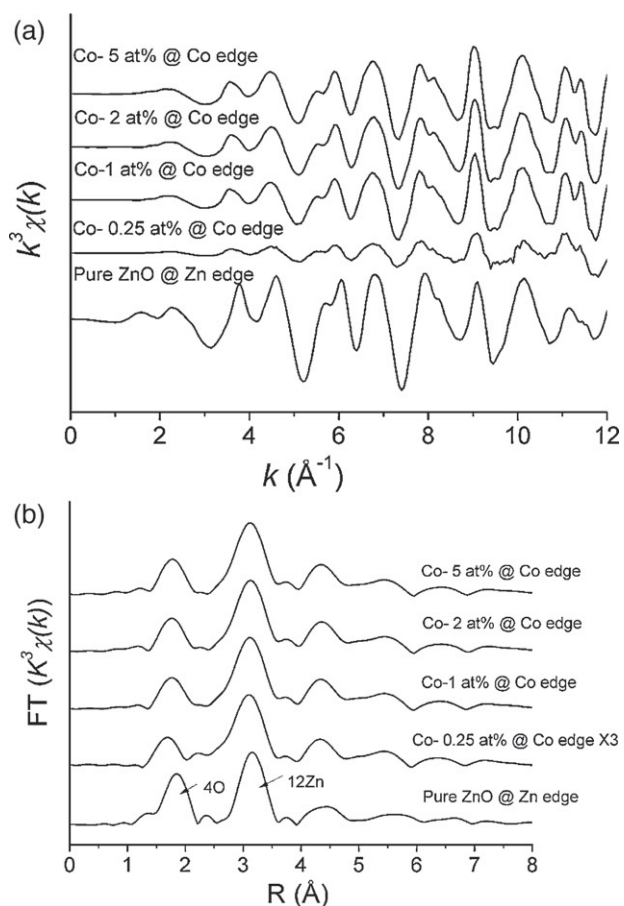 (a)
Co- 5 at% @ Co edge
Co- 2 at% @ Co edge
Co-1 at% @ Co edge
Co- 0.25 at% @ Co edge
Pure ZnO @ Zn edge
k³χ(k)
0 2 4 6 8 10 12
k (Å⁻¹)
(b)
Co- 5 at% @ Co edge
Co- 2 at% @ Co edge
Co-1 at% @ Co edge
Co- 0.25 at% @ Co edge X3
4O
12Zn
Pure ZnO @ Zn edge
FT (K³χ(k))
0 1 2 3 4 5 6 7 8
R (Å)